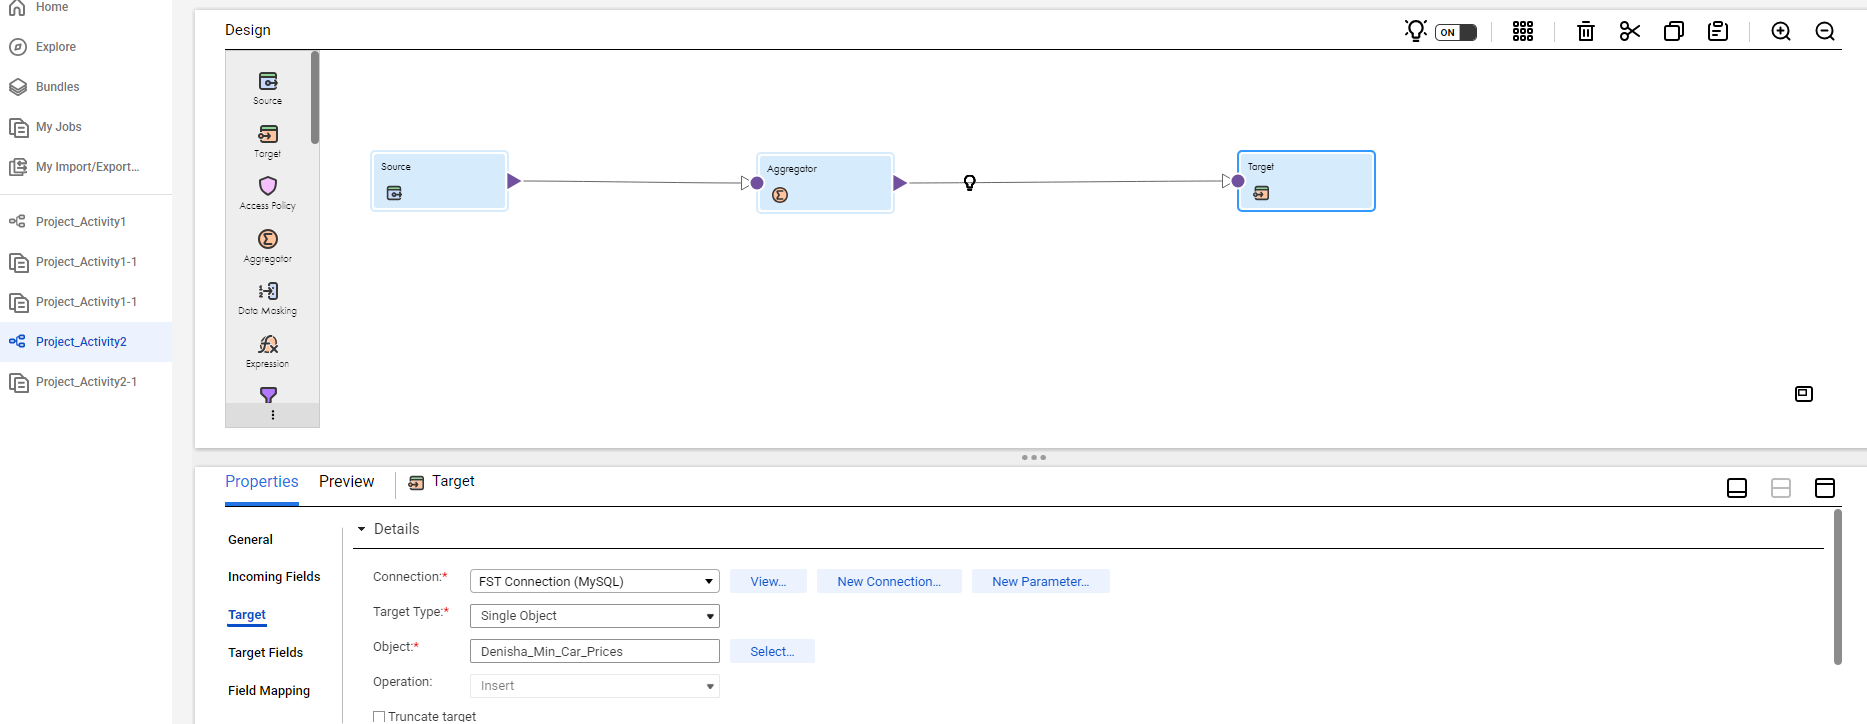 Home
Explore
Bundles
My Jobs
My Import/Export...
Project_Activity1
Project_Activity1-1
Project_Activity1-1
Project_Activity2
Project_Activity2-1
Design
ON
Source
Target
Access Policy
Aggregator
Data Masking
Expression
Source
Aggregator
Target
Properties
Preview
Target
General
Incoming Fields
Target
Target Fields
Field Mapping
Details
Connection:* FST Connection (MySQL) View... New Connection... New Parameter...
Target Type:* Single Object
Object:* Denisha_Min_Car_Prices Select...
Operation: Insert
Truncate target